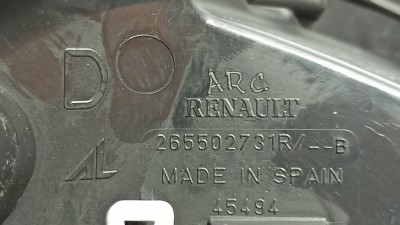 D
ARC
RENAULT
265502731R/--B
AL
MADE IN SPAIN
45494